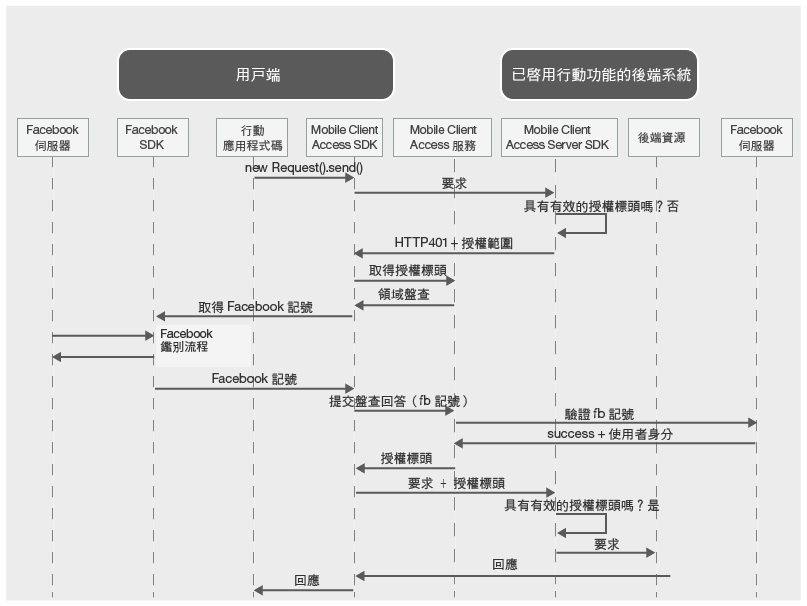 用戶端
已啓用行動功能的後端系統
Facebook
伺服器
Facebook
SDK
行動
應用程式碼
Mobile Client
Access SDK
Mobile Client
Access 服務
Mobile Client
Access Server SDK
後端資源
Facebook
伺服器
new Request().send()
要求
具有有效的授權標頭嗎？否
HTTP401 + 授權範圍
取得授權標頭
領域盤查
取得 Facebook 記號
Facebook
鑑別流程
Facebook 記號
提交盤查回答（fb 記號）
驗證 fb 記號
success + 使用者身分
授權標頭
要求 + 授權標頭
具有有效的授權標頭嗎？是
要求
回應
回應